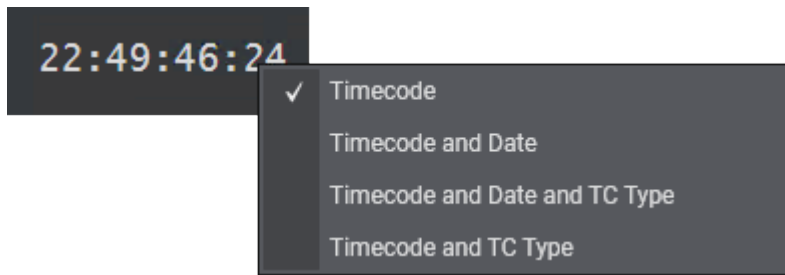 22:49:46:24
✓ Timecode
Timecode and Date
Timecode and Date and TC Type
Timecode and TC Type